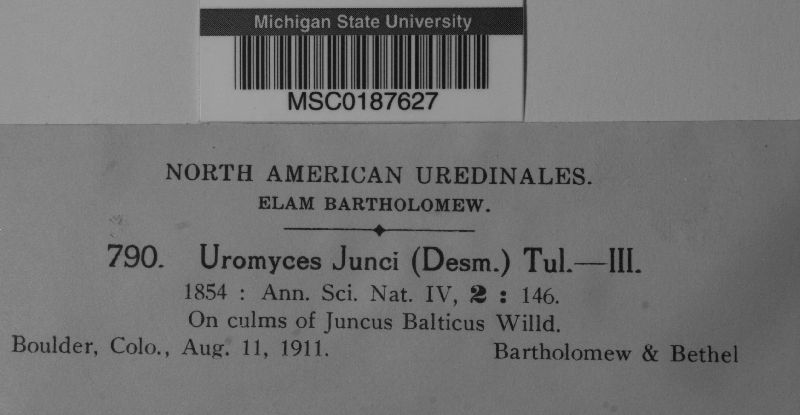 Michigan State University
MSC0187627
NORTH AMERICAN UREDINALES.
ELAM BARTHOLOMEW.
790. Uromyces Junci (Desm.) Tul.—III.
1854 : Ann. Sci. Nat. IV, 2 : 146.
On culms of Juncus Balticus Willd.
Boulder, Colo., Aug. 11, 1911. Bartholomew & Bethel